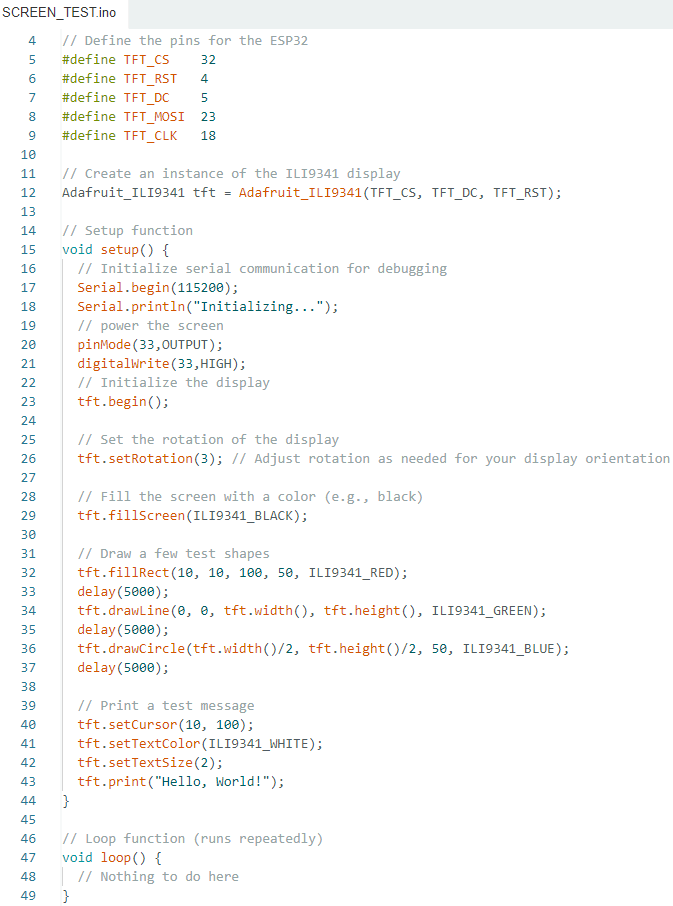 SCREEN_TEST.ino
4 // Define the pins for the ESP32
5 #define TFT_CS    32
6 #define TFT_RST   4
7 #define TFT_DC    5
8 #define TFT_MOSI  23
9 #define TFT_CLK   18
10
11 // Create an instance of the ILI9341 display
12 Adafruit_ILI9341 tft = Adafruit_ILI9341(TFT_CS, TFT_DC, TFT_RST);
13
14 // Setup function
15 void setup() {
16   // Initialize serial communication for debugging
17   Serial.begin(115200);
18   Serial.println("Initializing...");
19   // power the screen
20   pinMode(33,OUTPUT);
21   digitalWrite(33,HIGH);
22   // Initialize the display
23   tft.begin();
24
25   // Set the rotation of the display
26   tft.setRotation(3); // Adjust rotation as needed for your display orientation
27
28   // Fill the screen with a color (e.g., black)
29   tft.fillScreen(ILI9341_BLACK);
30
31   // Draw a few test shapes
32   tft.fillRect(10, 10, 100, 50, ILI9341_RED);
33   delay(5000);
34   tft.drawLine(0, 0, tft.width(), tft.height(), ILI9341_GREEN);
35   delay(5000);
36   tft.drawCircle(tft.width()/2, tft.height()/2, 50, ILI9341_BLUE);
37   delay(5000);
38
39   // Print a test message
40   tft.setCursor(10, 100);
41   tft.setTextColor(ILI9341_WHITE);
42   tft.setTextSize(2);
43   tft.print("Hello, World!");
44 }
45
46 // Loop function (runs repeatedly)
47 void loop() {
48   // Nothing to do here
49 }